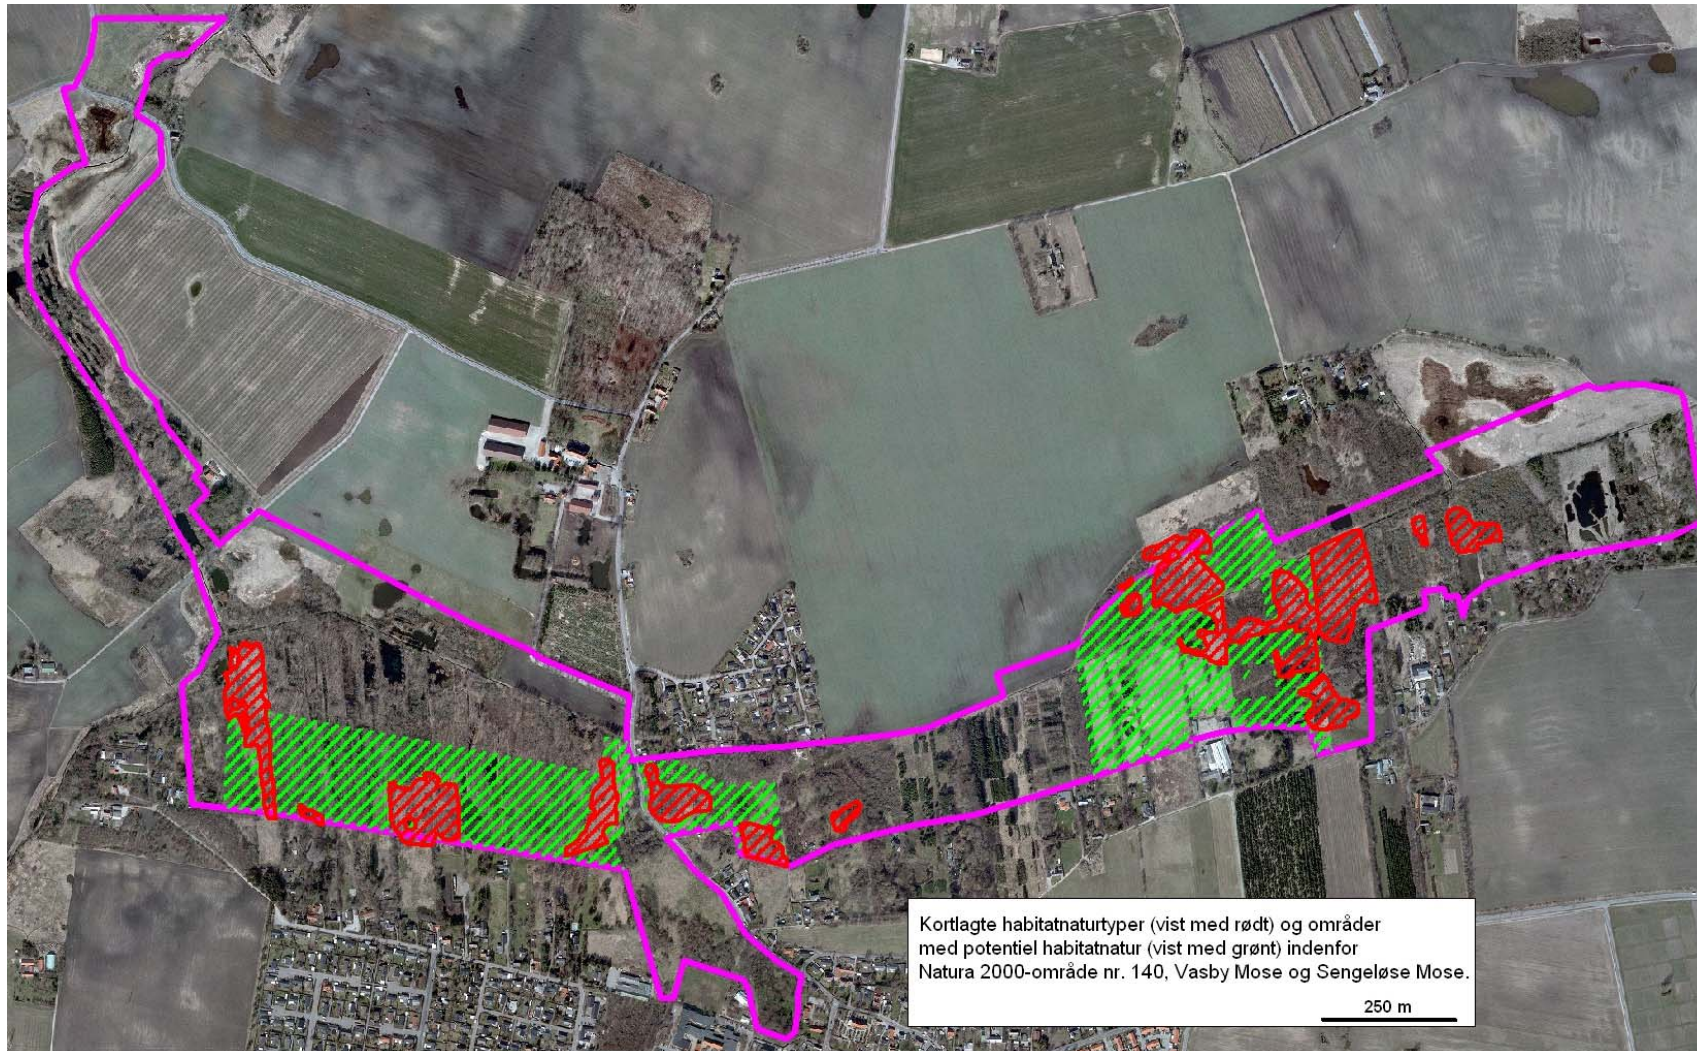 Kortlagte habitatnaturtyper (vist med rødt) og områder
med potentiel habitatnatur (vist med grønt) indenfor
Natura 2000-område nr. 140, Vasby Mose og Sengeløse Mose.
250 m